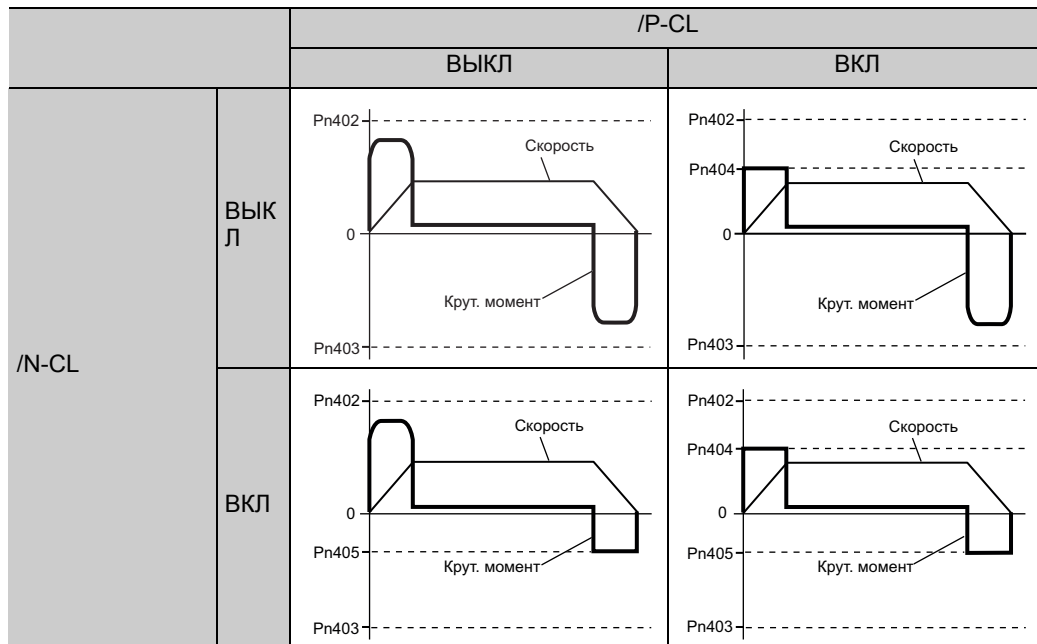 /P-CL
ВЫКЛ
ВКЛ
/N-CL
ВЫК
Л
Pn402
Скорость
0
Крут. момент
Pn403
Pn402
Скорость
Pn404
0
Крут. момент
Pn403
ВКЛ
Pn402
Скорость
0
Pn405
Крут. момент
Pn403
Pn402
Скорость
Pn404
0
Pn405
Крут. момент
Pn403